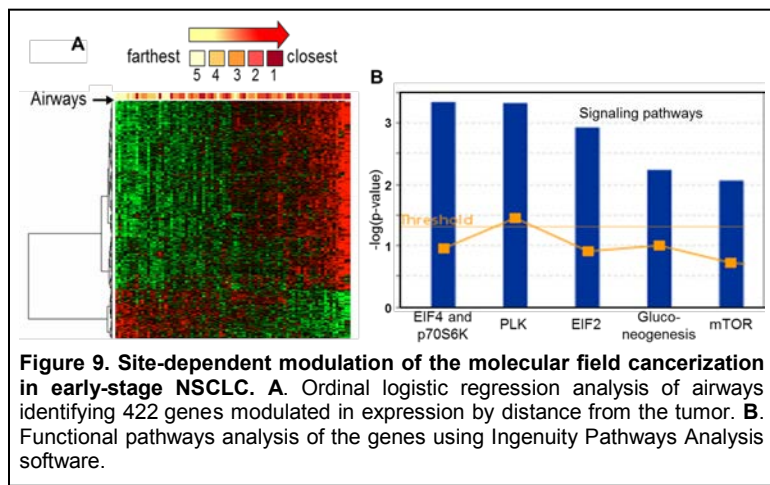 A
farthest closest
5 4 3 2 1
Airways
B
Signaling pathways
3
2
1
0
-log(p-value)
Threshold
EIF4 and
p70S6K
PLK
EIF2
Gluco-
neogenesis
mTOR
Figure 9. Site-dependent modulation of the molecular field cancerization
in early-stage NSCLC. A. Ordinal logistic regression analysis of airways
identifying 422 genes modulated in expression by distance from the tumor. B.
Functional pathways analysis of the genes using Ingenuity Pathways Analysis
software.